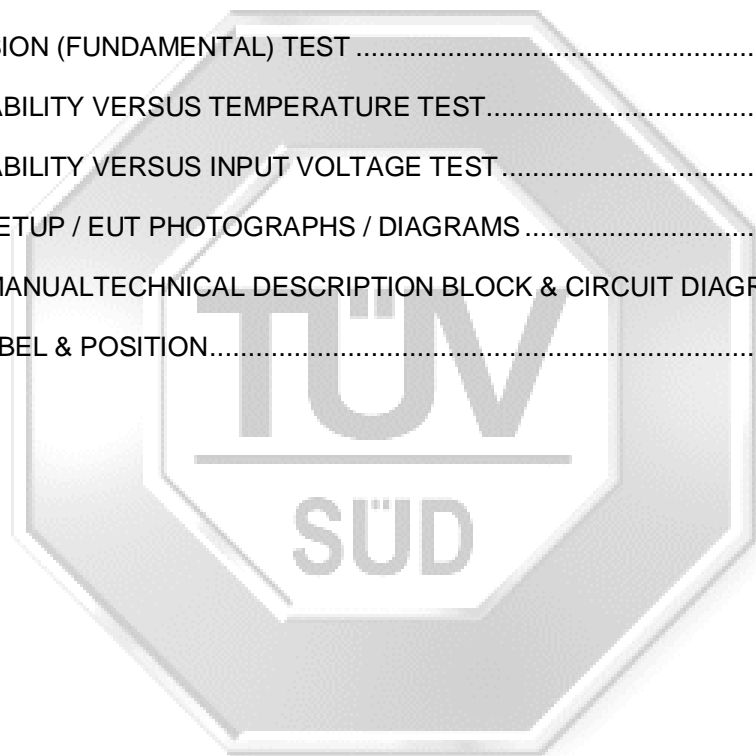 SION (FUNDAMENTAL) TEST ........................................................
ABILITY VERSUS TEMPERATURE TEST........................................
ABILITY VERSUS INPUT VOLTAGE TEST......................................
ETUP / EUT PHOTOGRAPHS / DIAGRAMS ...................................
MANUALTECHNICAL DESCRIPTION BLOCK & CIRCUIT DIAGR
BEL & POSITION...........................................................................
TÜV
SÜD